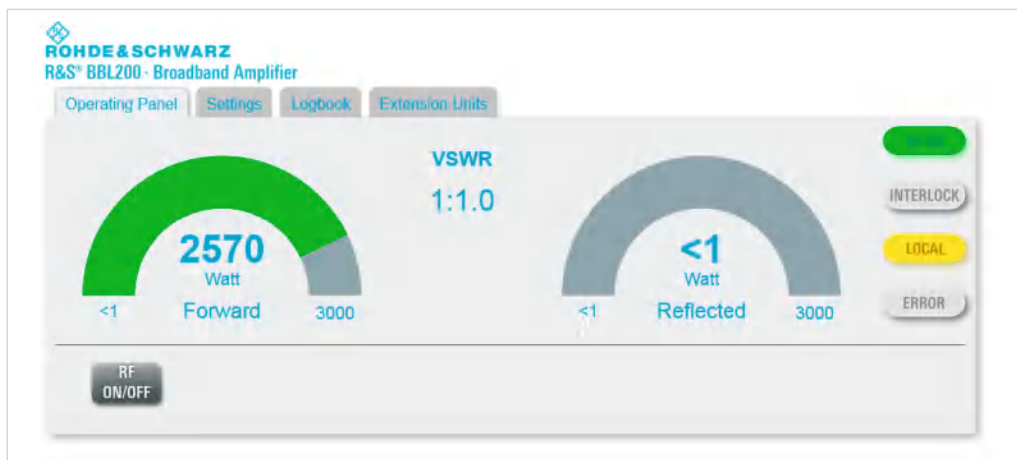 ROHDE&SCHWARZ
R&S® BBL200 · Broadband Amplifier
Operating Panel
Settings
Logbook
Extension Units
VSWR
1:1.0
2570
Watt
Forward
<1
3000
<1
Watt
Reflected
<1
3000
INTERLOCK
LOCAL
ERROR
RF
ON/OFF